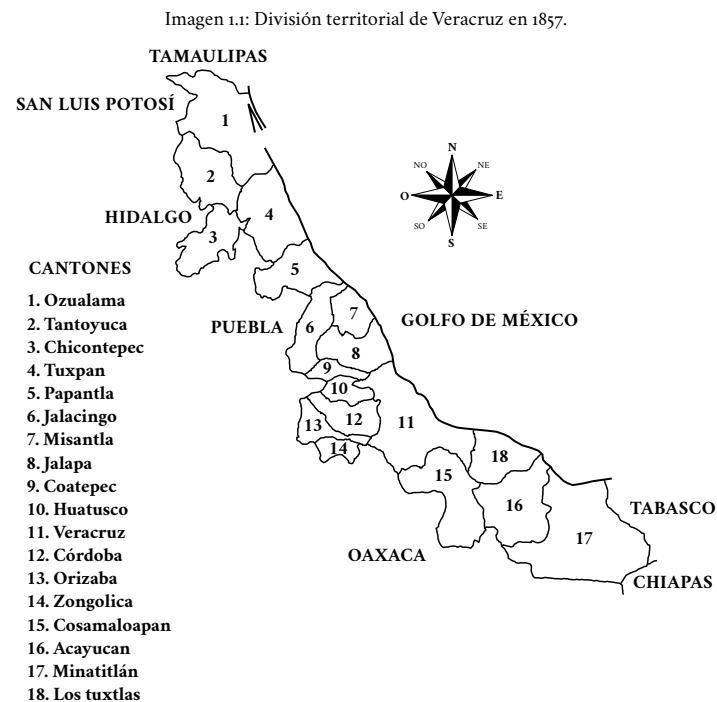 Imagen 1.1: División territorial de Veracruz en 1857.
TAMAULIPAS
SAN LUIS POTOSÍ
1
2
HIDALGO
3
4
5
N
NO
NE
O
E
SO
SE
S
CANTONES
1. Ozualama
2. Tantoyuca
3. Chicontepec
4. Tuxpan
5. Papantla
6. Jalacingo
7. Misantla
8. Jalapa
9. Coatepec
10. Huatusco
11. Veracruz
12. Córdoba
13. Orizaba
14. Zongolica
15. Cosamaloapan
16. Acayucan
17. Minatitlán
18. Los tuxtlas
PUEBLA
6
7
GOLFO DE MÉXICO
8
9
10
11
12
13
14
15
18
16
17
TABASCO
OAXACA
CHIAPAS